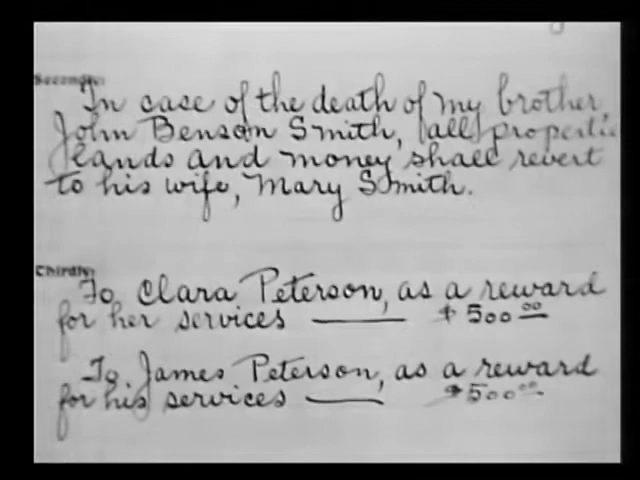 Secondly:
In case of the death of my brother,
John Benson Smith, all propertie
lands and money shall revert
to his wife, Mary Smith.
Thirdly:
To Clara Peterson, as a reward
for her services —— $500.00
To James Peterson, as a reward
for his services —— $500.00